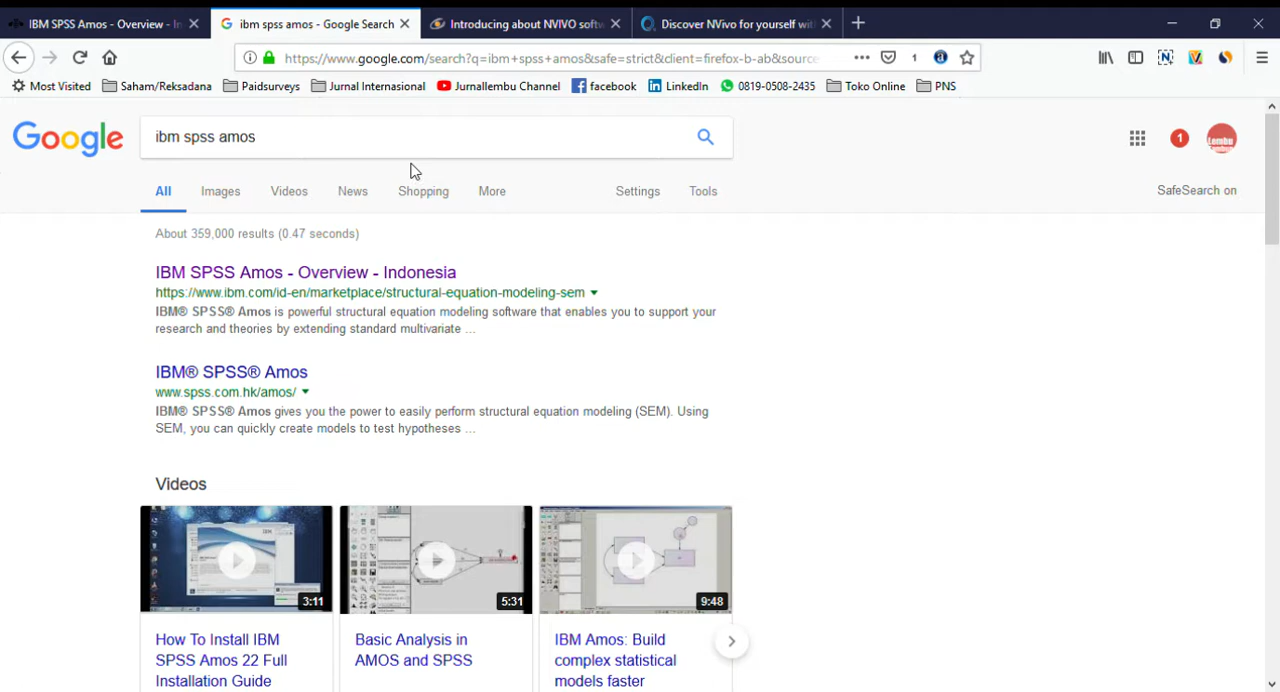 IBM SPSS Amos - Overview - In
ibm spss amos - Google Search
Introducing about NVIVO softw
Discover NVivo for yourself wit
https://www.google.com/search?q=ibm+spss+amos&safe=strict&client=firefox-b-ab&source
1
Most Visited
Saham/Reksadana
Paidsurveys
Jurnal Internasional
Jurnallembu Channel
facebook
LinkedIn
0819-0508-2435
Toko Online
PNS
Google
ibm spss amos
1
Lembu
All
Images
Videos
News
Shopping
More
Settings
Tools
SafeSearch on
About 359,000 results (0.47 seconds)
IBM SPSS Amos - Overview - Indonesia
https://www.ibm.com/id-en/marketplace/structural-equation-modeling-sem
IBM® SPSS® Amos is powerful structural equation modeling software that enables you to support your
research and theories by extending standard multivariate ...
IBM® SPSS® Amos
www.spss.com.hk/amos/
IBM® SPSS® Amos gives you the power to easily perform structural equation modeling (SEM). Using
SEM, you can quickly create models to test hypotheses ...
Videos
3:11
5:31
9:48
How To Install IBM
SPSS Amos 22 Full
Installation Guide
Basic Analysis in
AMOS and SPSS
IBM Amos: Build
complex statistical
models faster